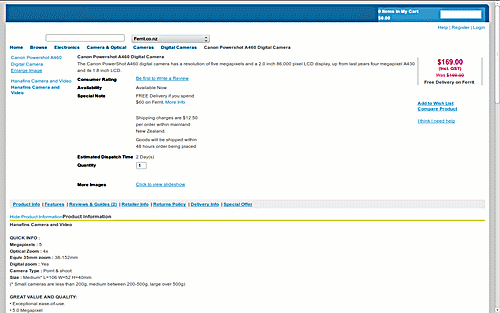 0 Items in My Cart
$0.00
Help | Register | Login
Ferrit.co.nz
Home Browse Electronics Camera & Optical Cameras Digital Cameras Canon Powershot A460 Digital Camera
Canon Powershot A460 Digital Camera
Enlarge Image
Hanafins Camera and Video
Hanafins Camera and Video
Canon Powershot A460 Digital Camera
The Canon PowerShot A460 digital camera has a resolution of five megapixels and a 2.0 inch 86,000 pixel LCD display, up from last years four megapixel A430 and its 1.8 inch LCD.
Consumer Rating Be first to Write a Review
Availability Available Now
Special Note FREE Delivery if you spend
$60 on Ferrit. More Info
Shipping charges are $12.50
per order within mainland
New Zealand.
Goods will be shipped within
48 hours order being placed
Estimated Dispatch Time 2 Day(s)
Quantity 1
More Images Click to view slideshow
$169.00
(Incl. GST)
Was $199.00
Free Delivery on Ferrit
Add to Wish List
Compare Product
I think I need help
Product Info | Features | Reviews & Guides (2) | Retailer Info | Returns Policy | Delivery Info | Special Offer
Hide Product Information Product Information
Hanafins Camera and Video
QUICK INFO :
Megapixels : 5
Optical Zoom : 4x
Equiv 35mm zoom : 38-152mm
Digital zoom : Yes
Camera Type : Point & shoot
Size : Medium* L=106 W=52 H=40mm
(* Small cameras are less than 200g, medium between 200-500g, large over 500g)
GREAT VALUE AND QUALITY:
• Exceptional ease-of-use.
• 5.0 Megapixel